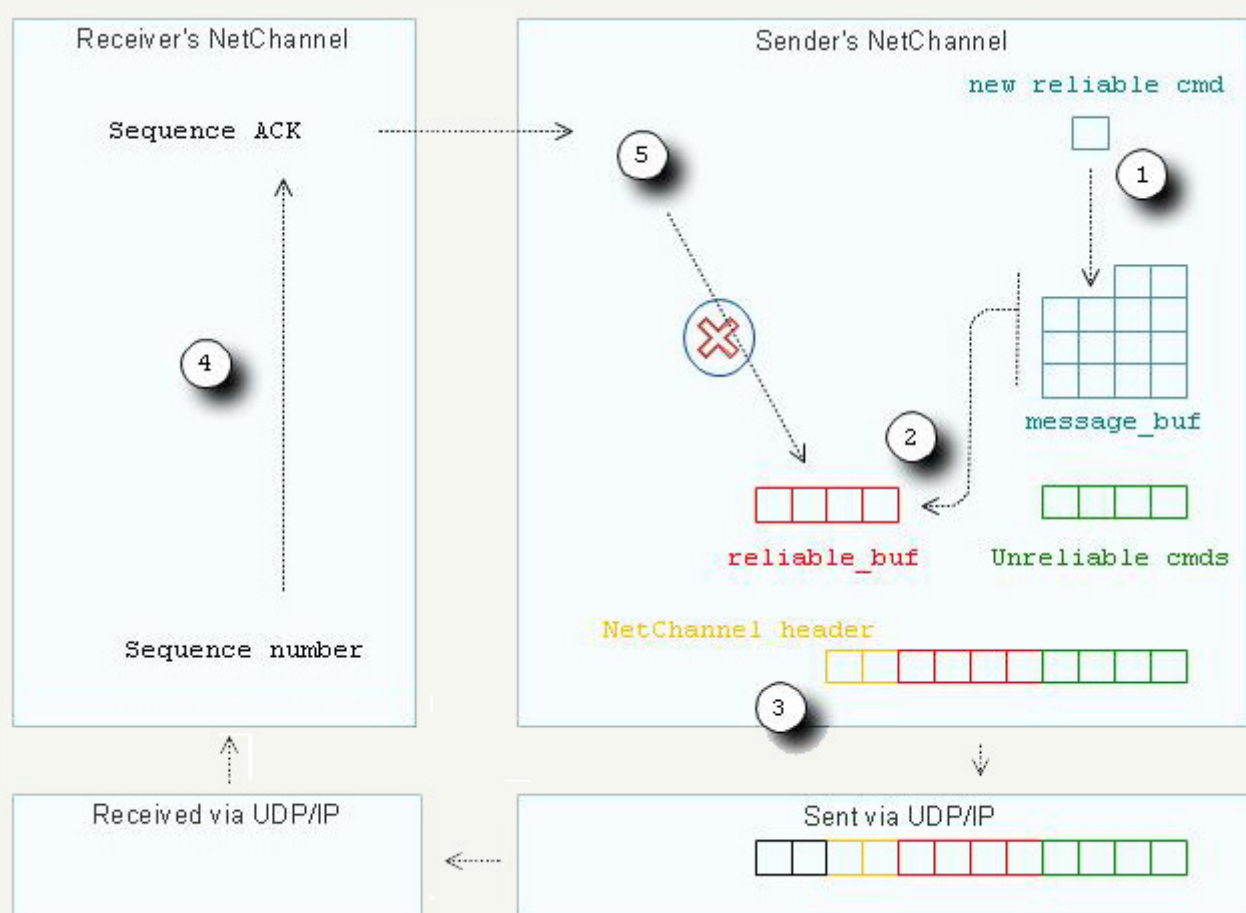 Receiver's NetChannel
Sequence ACK
4
Sequence number
Sender's NetChannel
new reliable cmd
1
5
message_buf
2
reliable_buf
Unreliable cmds
NetChannel header
3
Received via UDP/IP
Sent via UDP/IP